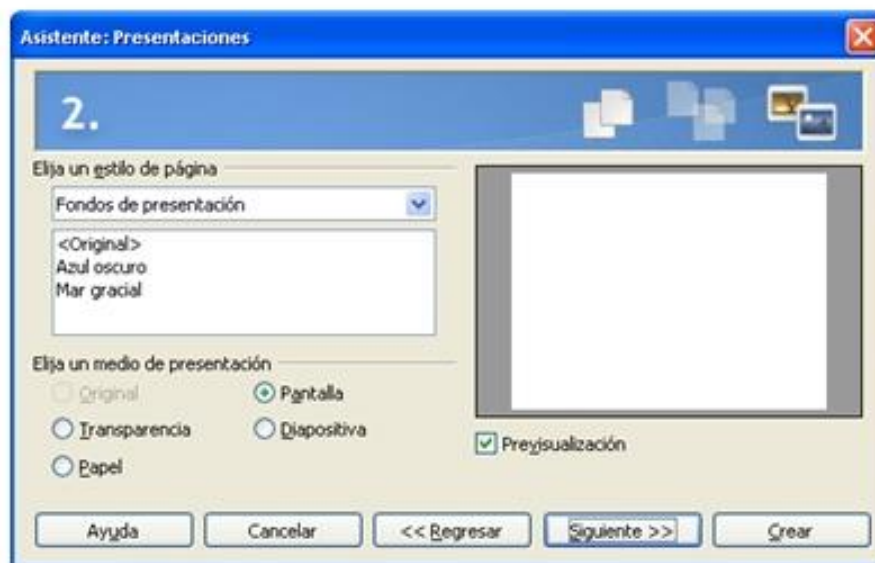 Asistente: Presentaciones
2.
Elija un estilo de página
Fondos de presentación
<Original>
Azul oscuro
Mar gracial
Elija un medio de presentación
Original
Pantalla
Transparencia
Diapositiva
Papel
Previsualización
Ayuda
Cancelar
<< Regresar
Siguiente >>
Crear